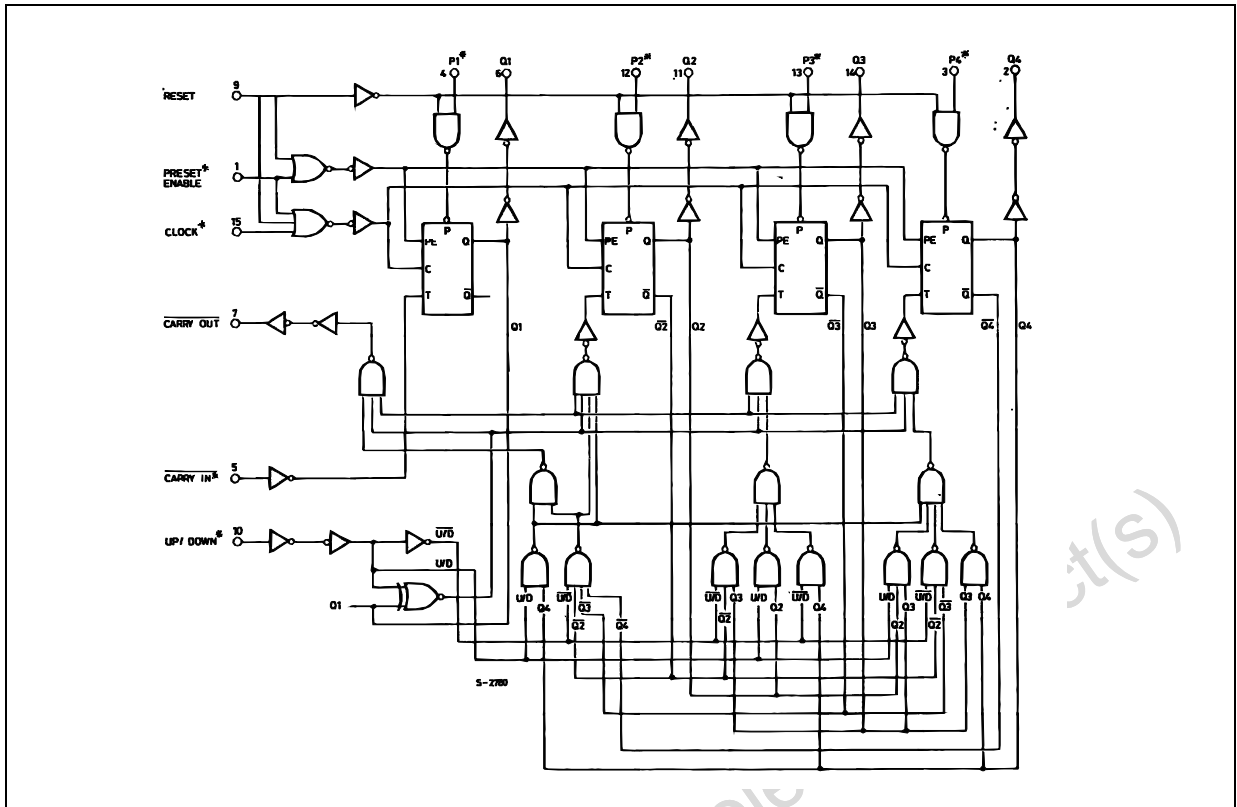 P1* Q1 P2* Q2 P3* Q3 P4* Q4
4 6 12 11 13 14 3 2
RESET 9
PRESET* ENABLE 1
CLOCK* 15
P P P P
PE Q PE Q PE Q PE Q
C C C C
T Q̅ T Q̅ T Q̅ T Q̅
CARRY OUT 7
Q1 Q̅2̅ Q2 Q̅3̅ Q3 Q̅4̅ Q4
CARRY IN* 5
UP/ DOWN* 10
U̅/̅D̅
U/D
Q1
U/D Q4 U̅/̅D̅ Q̅3̅ U̅/̅D̅ Q3 U/D U̅/̅D̅ U/D Q3 U̅/̅D̅ Q̅3̅ Q3 Q4
Q̅2̅ Q̅4̅ Q̅2̅ Q2 Q4 Q2 Q̅2̅
S-2760
ct(s)